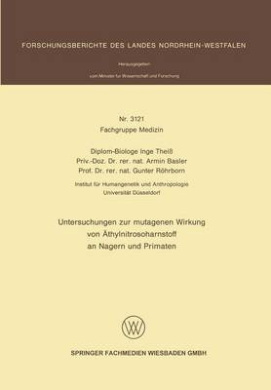 FORSCHUNGSBERICHTE DES LANDES NORDRHEIN-WESTFALEN
Herausgegeben
vom Minister für Wissenschaft und Forschung
Nr. 3121
Fachgruppe Medizin
Diplom-Biologe Inge Theiß
Priv.-Doz. Dr. rer. nat. Armin Basler
Prof. Dr. rer. nat. Gunter Röhrborn
Institut für Humangenetik und Anthropologie
Universität Düsseldorf
Untersuchungen zur mutagenen Wirkung
von Äthylnitrosoharnstoff
an Nagern und Primaten
SPRINGER FACHMEDIEN WIESBADEN GMBH